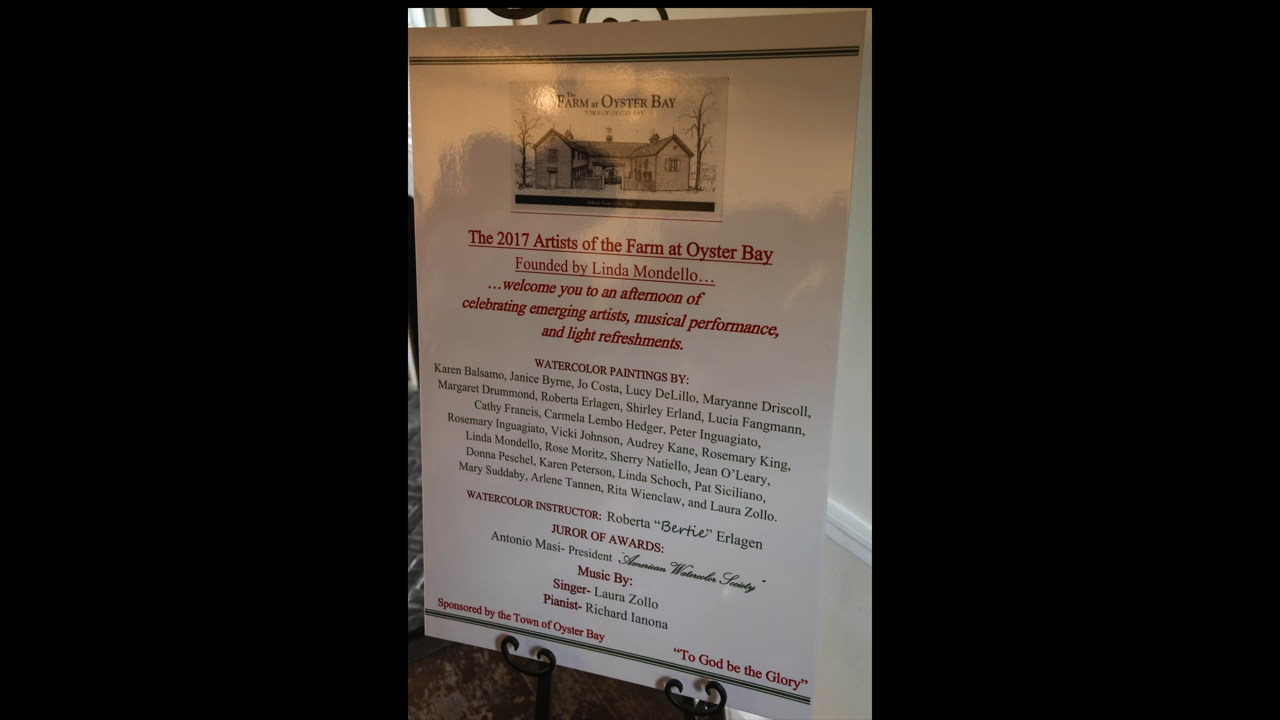 The
FARM at OYSTER BAY
TOWN OF OYSTER BAY
The 2017 Artists of the Farm at Oyster Bay
Founded by Linda Mondello…
…welcome you to an afternoon of
celebrating emerging artists, musical performance,
and light refreshments.
WATERCOLOR PAINTINGS BY:
Karen Balsamo, Janice Byrne, Jo Costa, Lucy DeLillo, Maryanne Driscoll,
Margaret Drummond, Roberta Erlagen, Shirley Erland, Lucia Fangmann,
Cathy Francis, Carmela Lembo Hedger, Peter Inguagiato,
Rosemary Inguagiato, Vicki Johnson, Audrey Kane, Rosemary King,
Linda Mondello, Rose Moritz, Sherry Natiello, Jean O'Leary,
Donna Peschel, Karen Peterson, Linda Schoch, Pat Siciliano,
Mary Suddaby, Arlene Tannen, Rita Wienclaw, and Laura Zollo.
WATERCOLOR INSTRUCTOR: Roberta "Bertie" Erlagen
JUROR OF AWARDS:
Antonio Masi- President "American Watercolor Society"
Music By:
Singer- Laura Zollo
Pianist- Richard Ianona
Sponsored by the Town of Oyster Bay
"To God be the Glory"